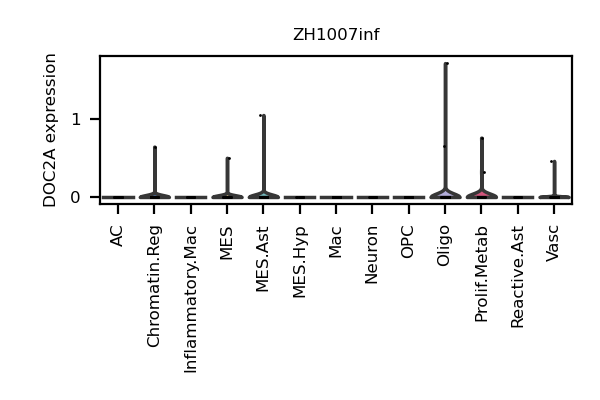 ZH1007inf
DOC2A expression
1
0
AC
Chromatin.Reg
Inflammatory.Mac
MES
MES.Ast
MES.Hyp
Mac
Neuron
OPC
Oligo
Prolif.Metab
Reactive.Ast
Vasc